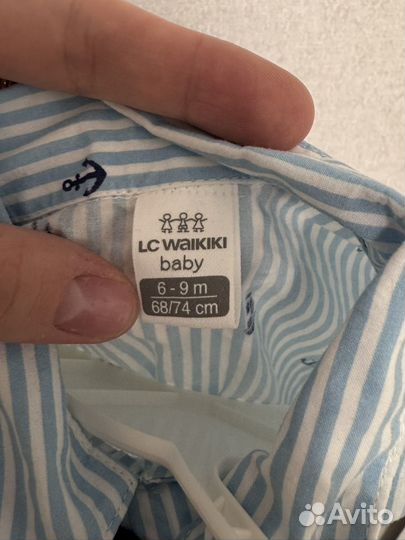 LC WAIKIKI
baby
6 - 9 m
68/74 cm
Avito